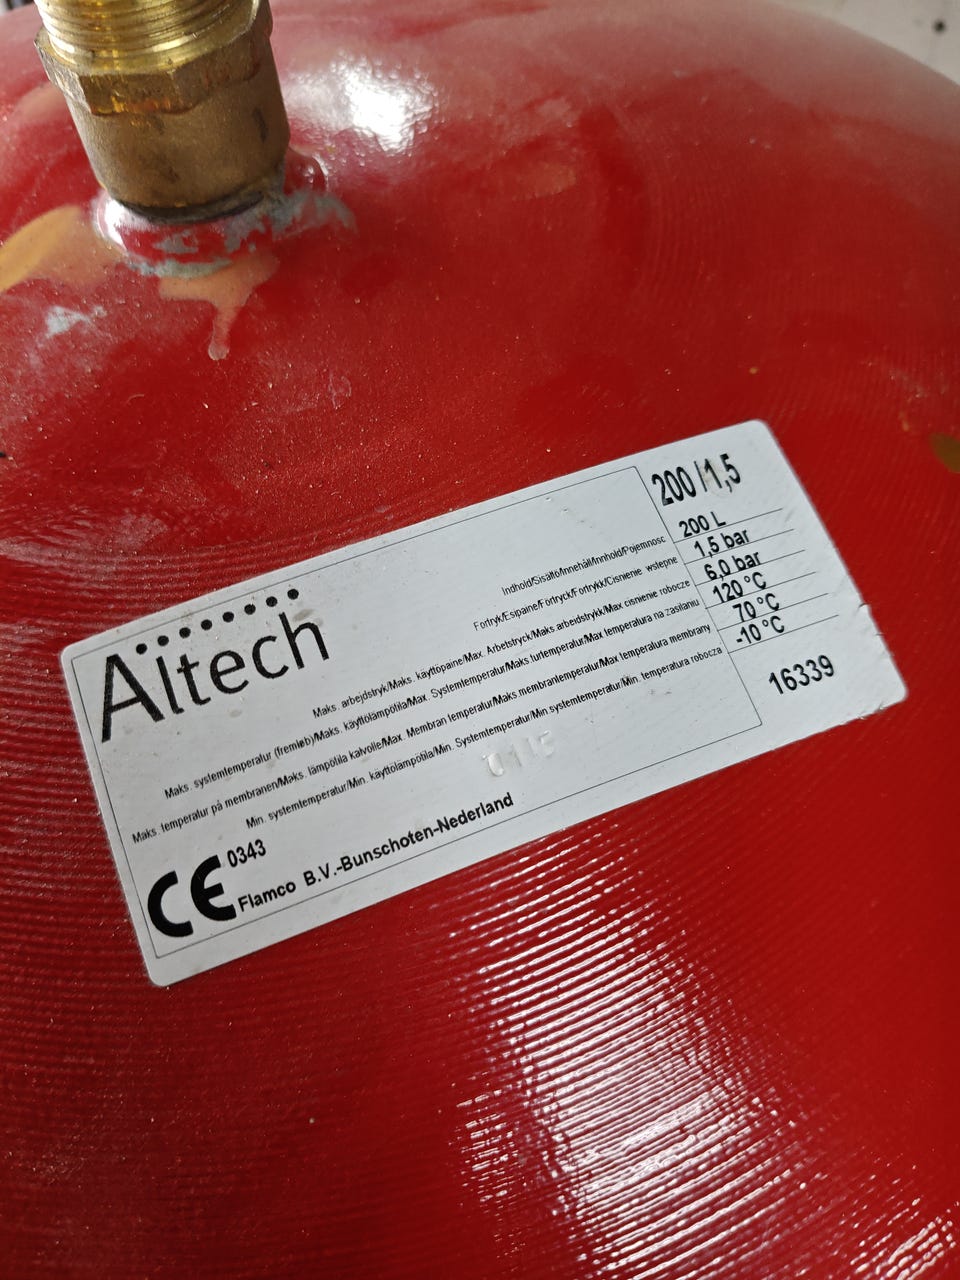 200 / 1,5
Indhold/Sisältö/Innehåll/Innhold/Pojemnosc 200 L
Fortryk/Esipaine/Förtryck/Fortrykk/Cisnienie wstepne 1,5 bar
Maks. arbejdstryk/Maks. käyttöpaine/Max. Arbetstryck/Maks.arbeidstrykk/Max cisnienie robocze 6,0 bar
Maks. systemtemperatur (fremløb)/Maks. käyttölämpötila/Max. Systemtemperatur/Maks.turtemperatur/Max temperatura na zasilaniu 120 °C
Maks. temperatur på membranen/Maks. lämpötila kalvolle/Max. Membran temperatur/Maks.membrantemperatur/Max temperatura membrany 70 °C
Min. systemtemperatur/Min. käyttölämpötila/Min. Systemtemperatur/Min.systemtemperatur/Min. temperatura robocza -10 °C
Altech
16339
0115
CE 0343
Flamco B.V.-Bunschoten-Nederland